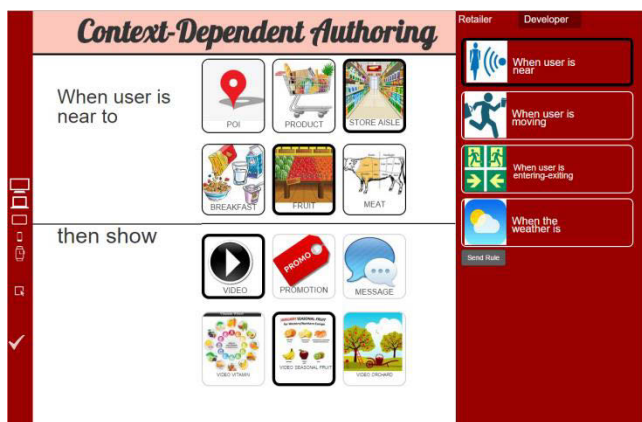 Context-Dependent Authoring
Retailer Developer
When user is
near to
POI
PRODUCT
STORE AISLE
BREAKFAST
FRUIT
MEAT
then show
VIDEO
PROMO
PROMOTION
MESSAGE
VIDEO VITAMIN
VIDEO SEASONAL FRUIT
VIDEO ORCHARD
When user is
near
When user is
moving
When user is
entering-exiting
When the
weather is
Send Rule